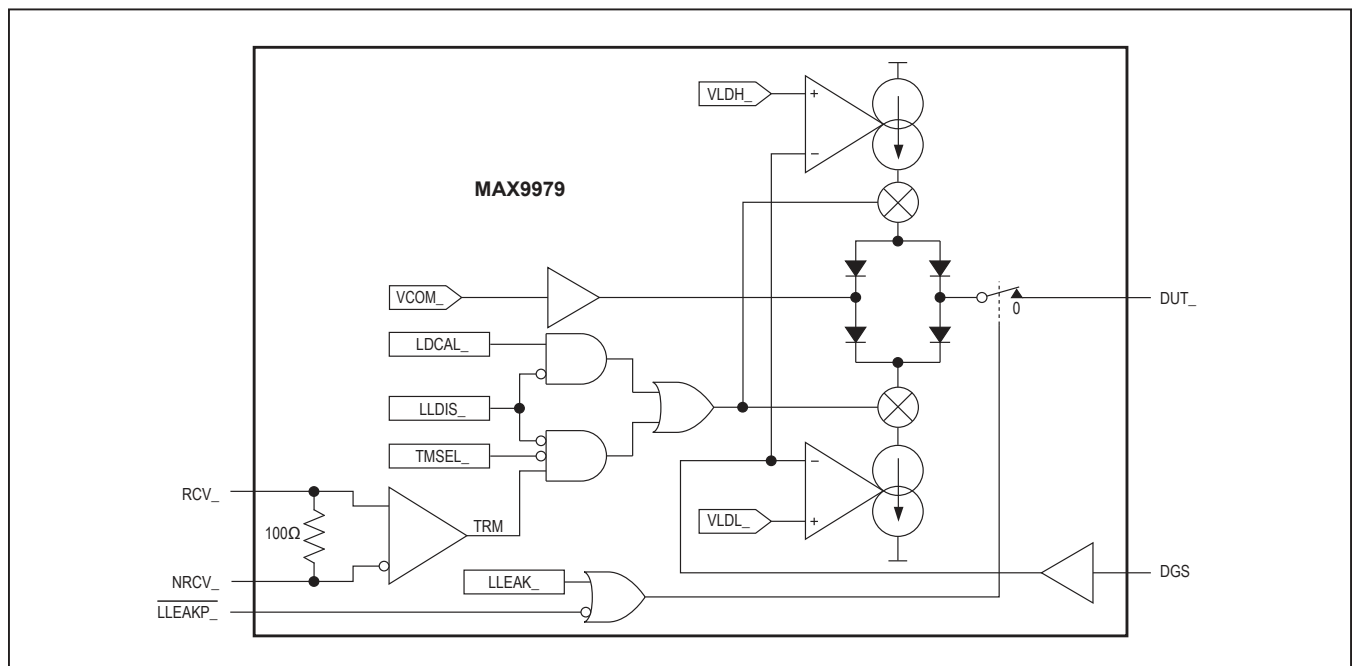 VLDH_
+
−
MAX9979
VCOM_
DUT_
0
LDCAL_
LLDIS_
TMSEL_
−
RCV_
TRM
100Ω
VLDL_
+
DGS
NRCV_
LLEAK_
LLEAKP_